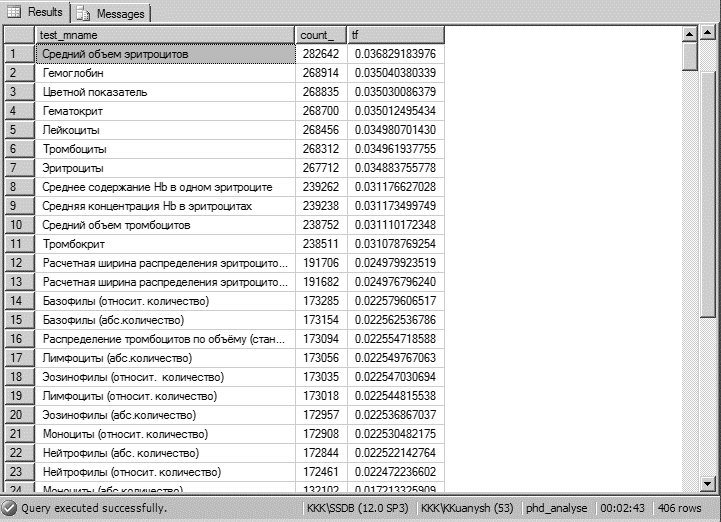 Results Messages
test_mname count_ tf
1 Средний объем эритроцитов 282642 0.036829183976
2 Гемоглобин 268914 0.035040380339
3 Цветной показатель 268835 0.035030086379
4 Гематокрит 268700 0.035012495434
5 Лейкоциты 268456 0.034980701430
6 Тромбоциты 268312 0.034961937755
7 Эритроциты 267712 0.034883755778
8 Среднее содержание Hb в одном эритроците 239262 0.031176627028
9 Средняя концентрация Hb в эритроцитах 239238 0.031173499749
10 Средний объем тромбоцитов 238752 0.031110172348
11 Тромбокрит 238511 0.031078769254
12 Расчетная ширина распределения эритроцито... 191706 0.024979923519
13 Расчетная ширина распределения эритроцито... 191682 0.024976796240
14 Базофилы (относит. количество) 173285 0.022579606517
15 Базофилы (абс.количество) 173154 0.022562536786
16 Распределение тромбоцитов по объёму (стан... 173094 0.022554718588
17 Лимфоциты (абс.количество) 173056 0.022549767063
18 Эозинофилы (относит. количество) 173035 0.022547030694
19 Лимфоциты (относит. количество) 173018 0.022544815538
20 Эозинофилы (абс.количество) 172957 0.022536867037
21 Моноциты (относит. количество) 172908 0.022530482175
22 Нейтрофилы (абс. количество) 172844 0.022522142764
23 Нейтрофилы (относит. количество) 172461 0.022472236602
24 Моноциты (абс.количество) 132102 0.017213325909
Query executed successfully. KKK\SSDB (12.0 SP3) KKK\KKuanysh (53) phd_analyse 00:02:43 406 rows